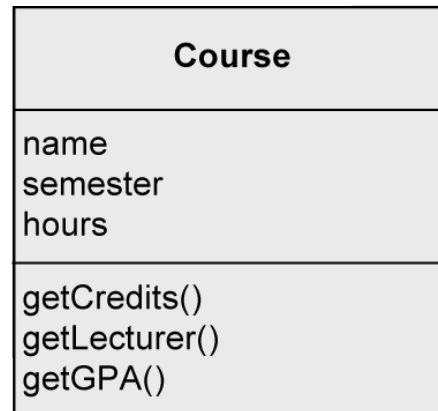 Course
name
semester
hours
getCredits()
getLecturer()
getGPA()